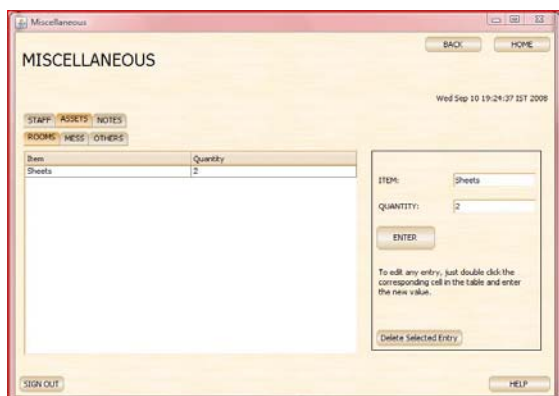 Miscellaneous
BACK HOME
MISCELLANEOUS
Wed Sep 10 19:24:37 IST 2008
STAFF ASSETS NOTES
ROOMS MESS OTHERS
Item Quantity
Sheets 2
ITEM: Sheets
QUANTITY: 2
ENTER
To edit any entry, just double click the
corresponding cell in the table and enter
the new value.
Delete Selected Entry
SIGN OUT HELP